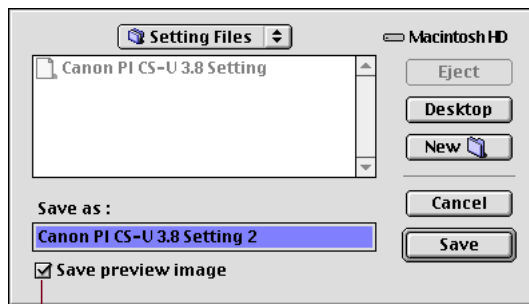 Setting Files
Macintosh HD
Canon PI CS-U 3.8 Setting
Eject
Desktop
New
Save as :
Cancel
Canon PI CS-U 3.8 Setting 2
Save
Save preview image